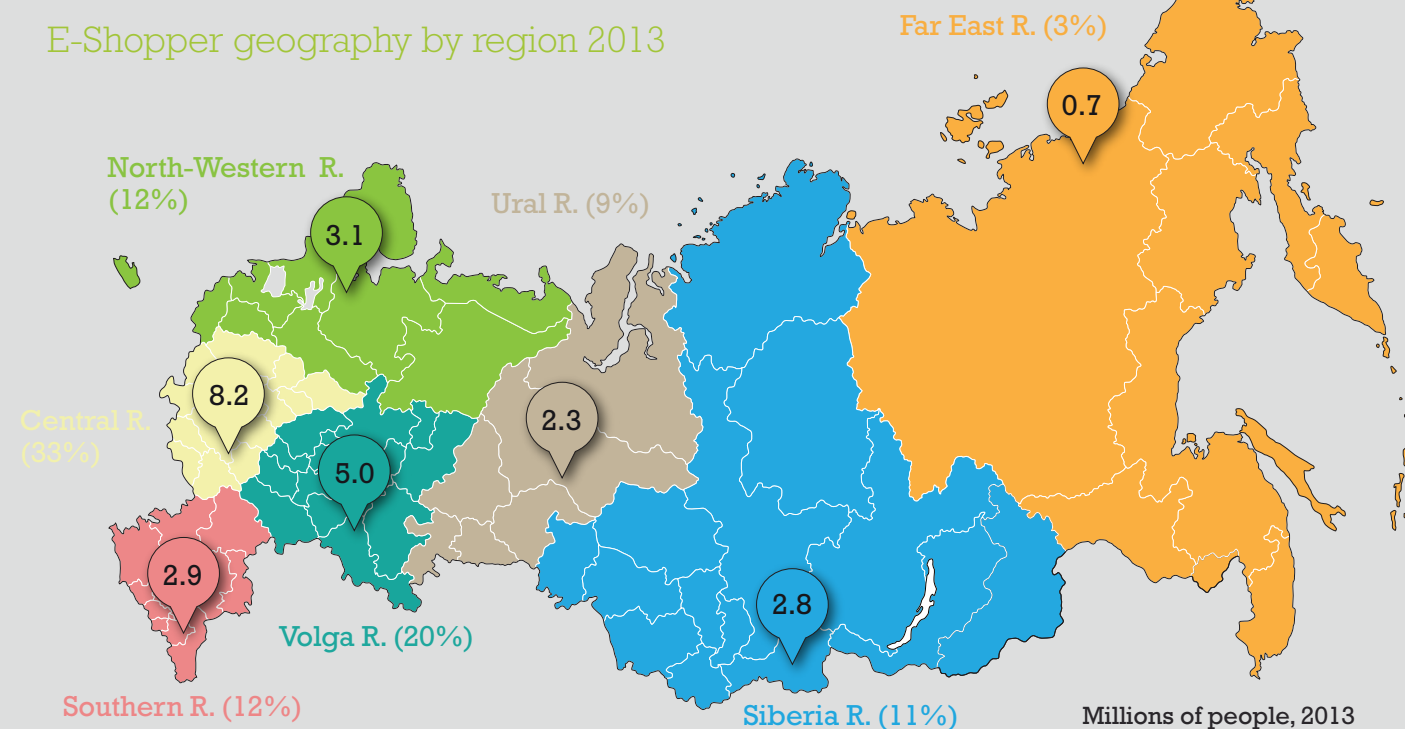 E-Shopper geography by region 2013
Far East R. (3%)
0.7
North-Western R.
(12%)
3.1
Ural R. (9%)
8.2
Central R.
(33%)
2.3
5.0
2.9
2.8
Volga R. (20%)
Southern R. (12%)
Siberia R. (11%)
Millions of people, 2013